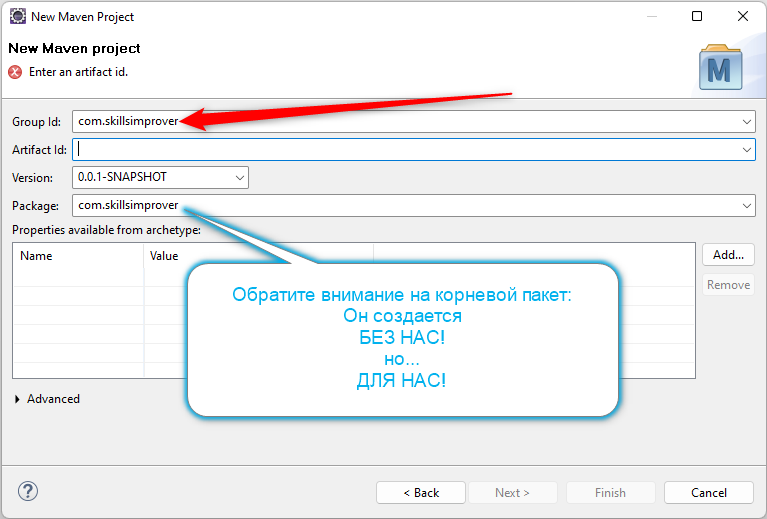 New Maven Project
New Maven project
Enter an artifact id.
M
Group Id: com.skillsimprover
Artifact Id:
Version: 0.0.1-SNAPSHOT
Package: com.skillsimprover
Properties available from archetype:
Name Value
Add...
Remove
Обратите внимание на корневой пакет:
Он создается
БЕЗ НАС!
но...
ДЛЯ НАС!
Advanced
?
< Back Next > Finish Cancel